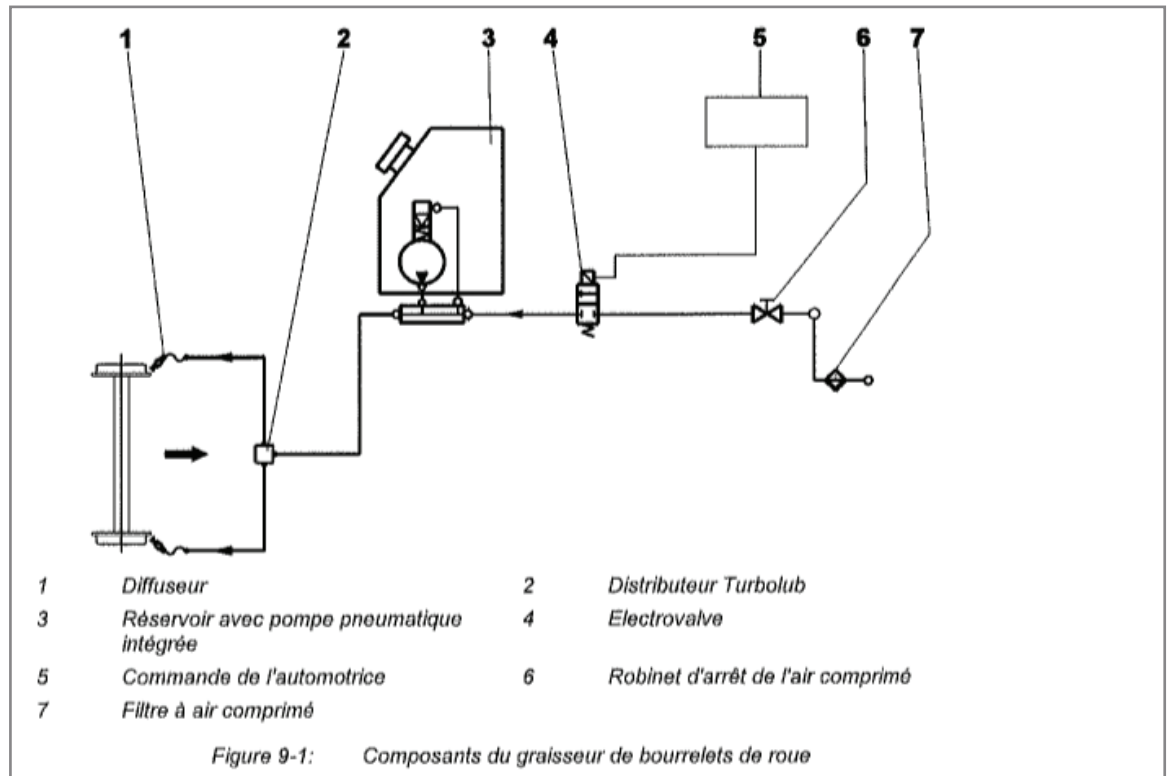 1 2 3 4 5 6 7
1 Diffuseur 2 Distributeur Turbolub
3 Réservoir avec pompe pneumatique intégrée 4 Electrovalve
5 Commande de l'automotrice 6 Robinet d'arrêt de l'air comprimé
7 Filtre à air comprimé
Figure 9-1: Composants du graisseur de bourrelets de roue